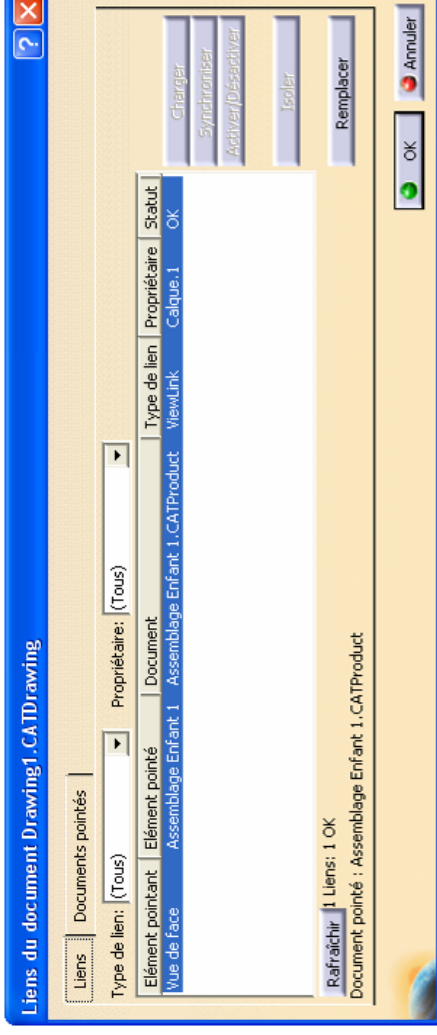 Liens du document Drawing1.CATDrawing
Liens Documents pointés
Type de lien: (Tous) Propriétaire: (Tous)
Elément pointant Elément pointé Document Type de lien Propriétaire Statut
Vue de face Assemblage Enfant 1 Assemblage Enfant 1.CATProduct ViewLink Calque.1 OK
Charger
Synchroniser
Activer/Désactiver
Isoler
Remplacer
Rafraîchir 1 Liens: 1 OK
Document pointé : Assemblage Enfant 1.CATProduct
OK Annuler